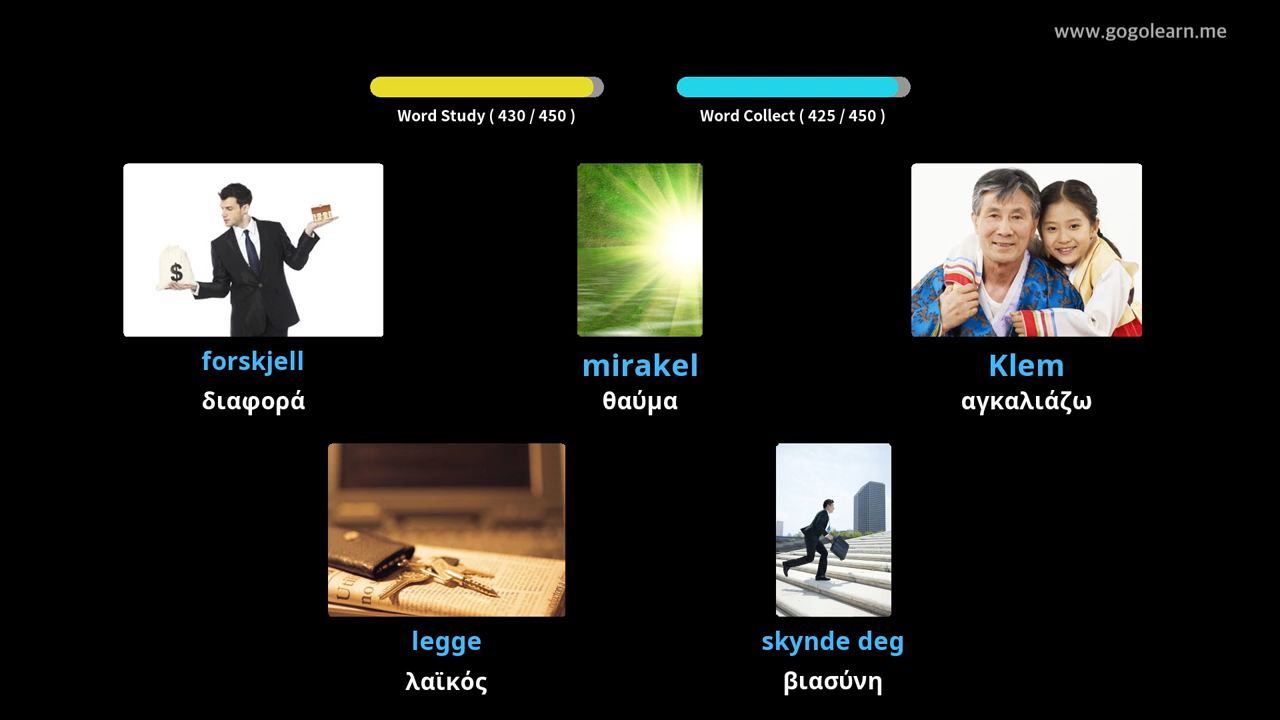 www.gogolearn.me
Word Study ( 430 / 450 )
Word Collect ( 425 / 450 )
$
forskjell
διαφορά
mirakel
θαύμα
Klem
αγκαλιάζω
legge
λαϊκός
skynde deg
βιασύνη